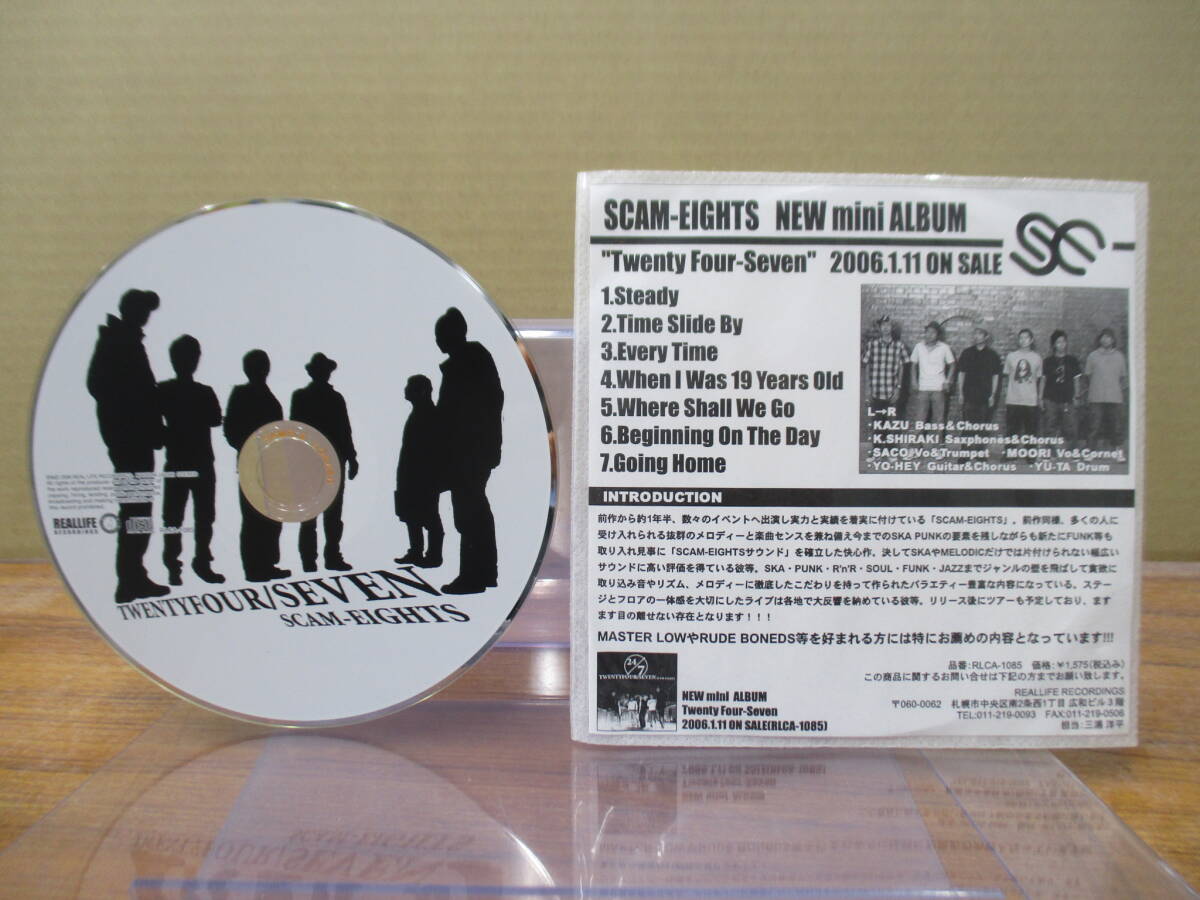 REALLIFE
RECORDINGS
TWENTYFOUR/SEVEN
SCAM-EIGHTS
SCAM-EIGHTS NEW mini ALBUM
"Twenty Four-Seven" 2006.1.11 ON SALE
1.Steady
2.Time Slide By
3.Every Time
4.When I Was 19 Years Old
5.Where Shall We Go
6.Beginning On The Day
7.Going Home
L→R
・KAZU Bass&Chorus
・K.SHIRAKI Saxphones&Chorus
・SACO Vo&Trumpet ・MOORI Vo&Cornet
・YO-HEY Guitar&Chorus ・YU-TA Drum
INTRODUCTION
前作から約1年半、数々のイベントへ出演し実力と実績を着実に付けている「SCAM-EIGHTS」。前作同様、多くの人に
受け入れられる抜群のメロディーと楽曲センスを兼ね備え今までのSKA PUNKの要素を残しながらも新たにFUNK等も
取り入れ見事に「SCAM-EIGHTSサウンド」を確立した快心作。決してSKAやMELODICだけでは片付けられない幅広い
サウンドに高い評価を得ている彼等。SKA・PUNK・R'n'R・SOUL・FUNK・JAZZまでジャンルの壁を飛ばして貪欲に
取り込み音やリズム、メロディーに徹底したこだわりを持って作られたバラエティー豊富な内容になっている。ステー
ジとフロアの一体感を大切にしたライブは各地で大反響を納めている彼等。リリース後にツアーも予定しており、ます
ます目の離せない存在となります！！！
MASTER LOWやRUDE BONEDS等を好まれる方には特にお薦めの内容となっています!!!
24/7
TWENTYFOUR/SEVEN
NEW mini ALBUM
Twenty Four-Seven
2006.1.11 ON SALE(RLCA-1085)
品番:RLCA-1085 価格:￥1,575(税込み)
この商品に関するお問い合せは下記の方までお願い致します。
REALLIFE RECORDINGS
〒060-0062 札幌市中央区南2条西1丁目 広和ビル3階
TEL:011-219-0093 FAX:011-219-0506
担当:三浦 洋平